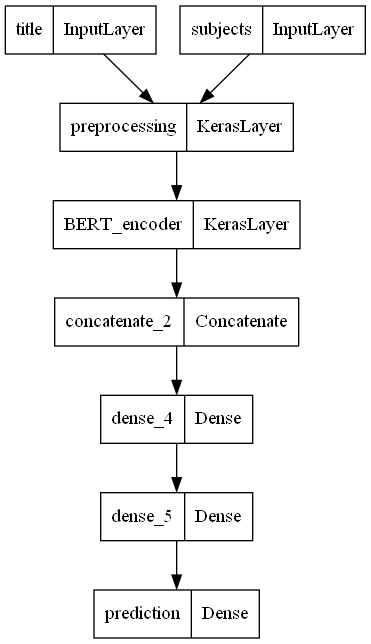 title InputLayer subjects InputLayer
preprocessing KerasLayer
BERT_encoder KerasLayer
concatenate_2 Concatenate
dense_4 Dense
dense_5 Dense
prediction Dense